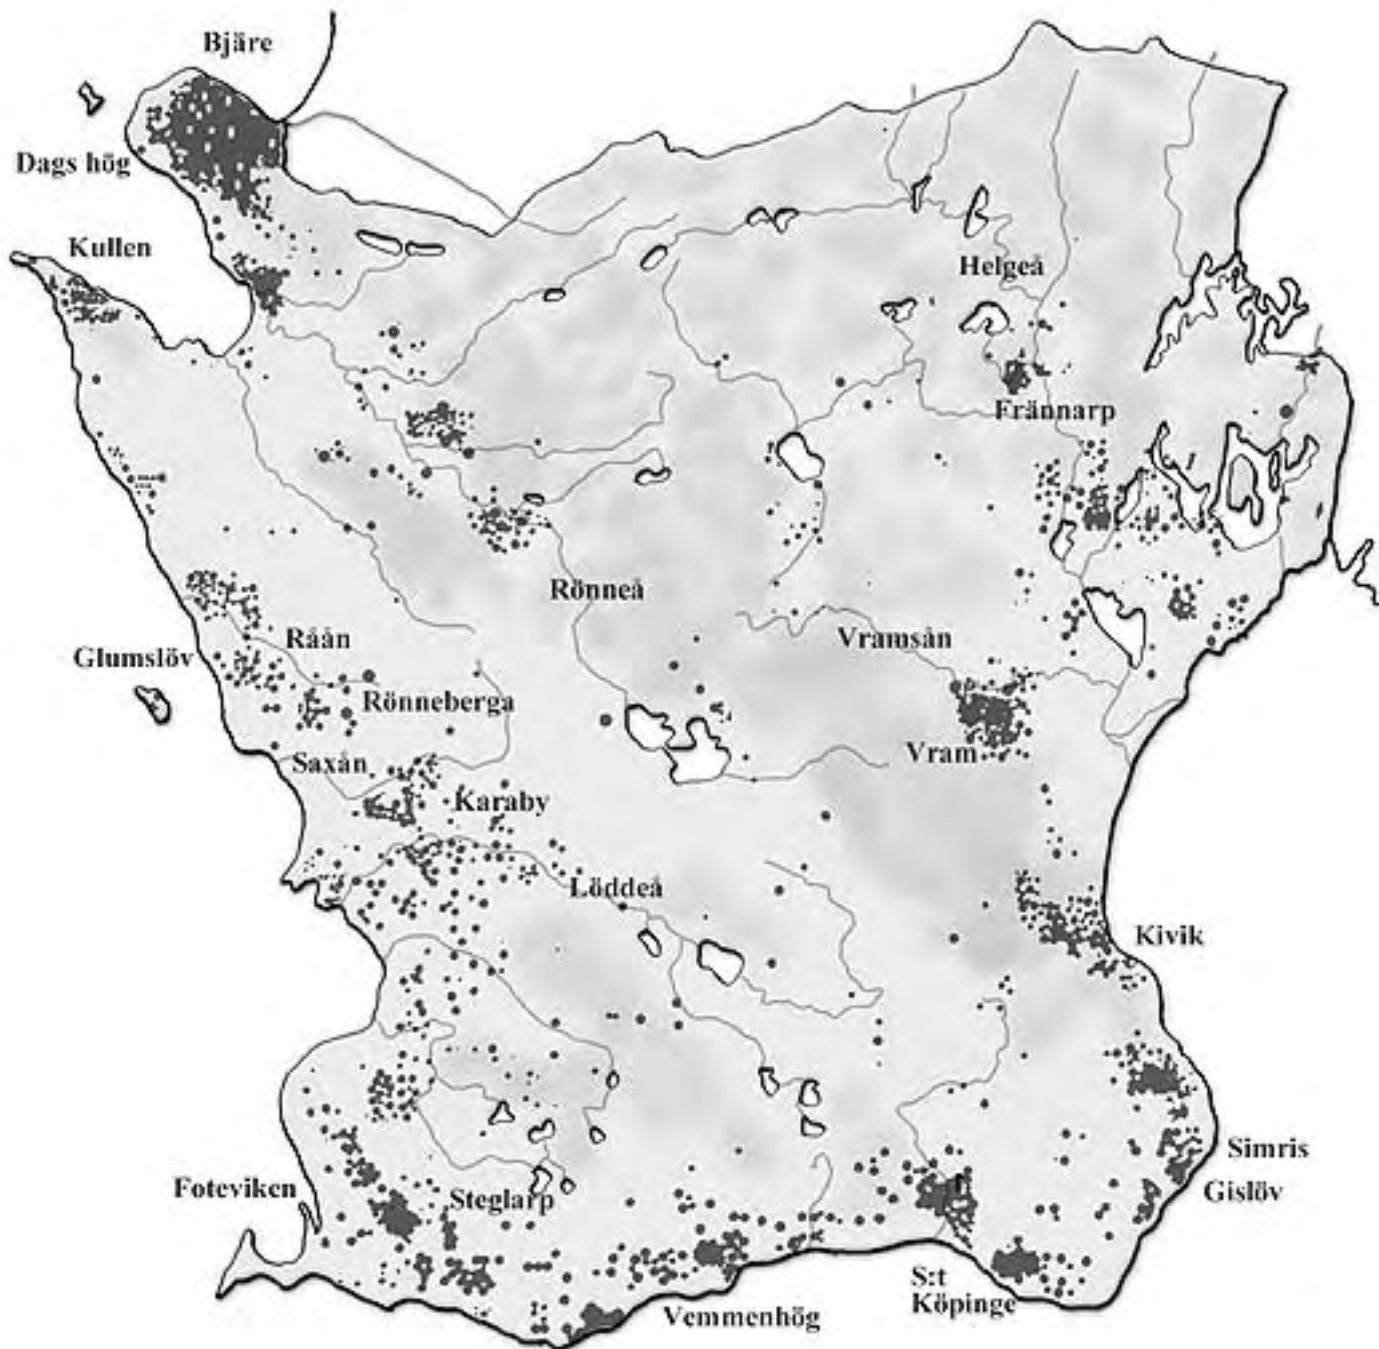 Bjäre
Dags hög
Kullen
Helgeå
Frännarp
Rönneå
Råån
Vramsån
Glumslöv
Rönneberga
Vram
Saxån
Karaby
Löddeå
Kivik
Simris
Foteviken
Steglarp
Gislöv
S:t
Köpinge
Vemmenhög